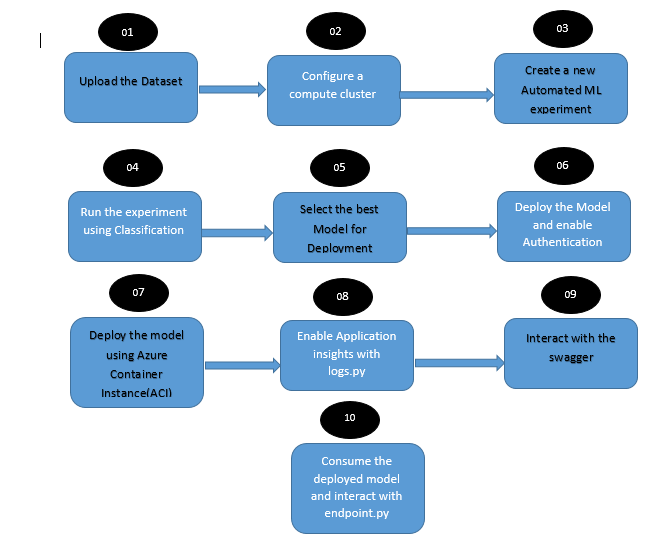 01
Upload the Dataset
02
Configure a
compute cluster
03
Create a new
Automated ML
experiment
04
Run the experiment
using Classification
05
Select the best
Model for
Deployment
06
Deploy the Model
and enable
Authentication
07
Deploy the model
using Azure
Container
Instance(ACI)
08
Enable Application
insights with
logs.py
09
Interact with the
swagger
10
Consume the
deployed model
and interact with
endpoint.py